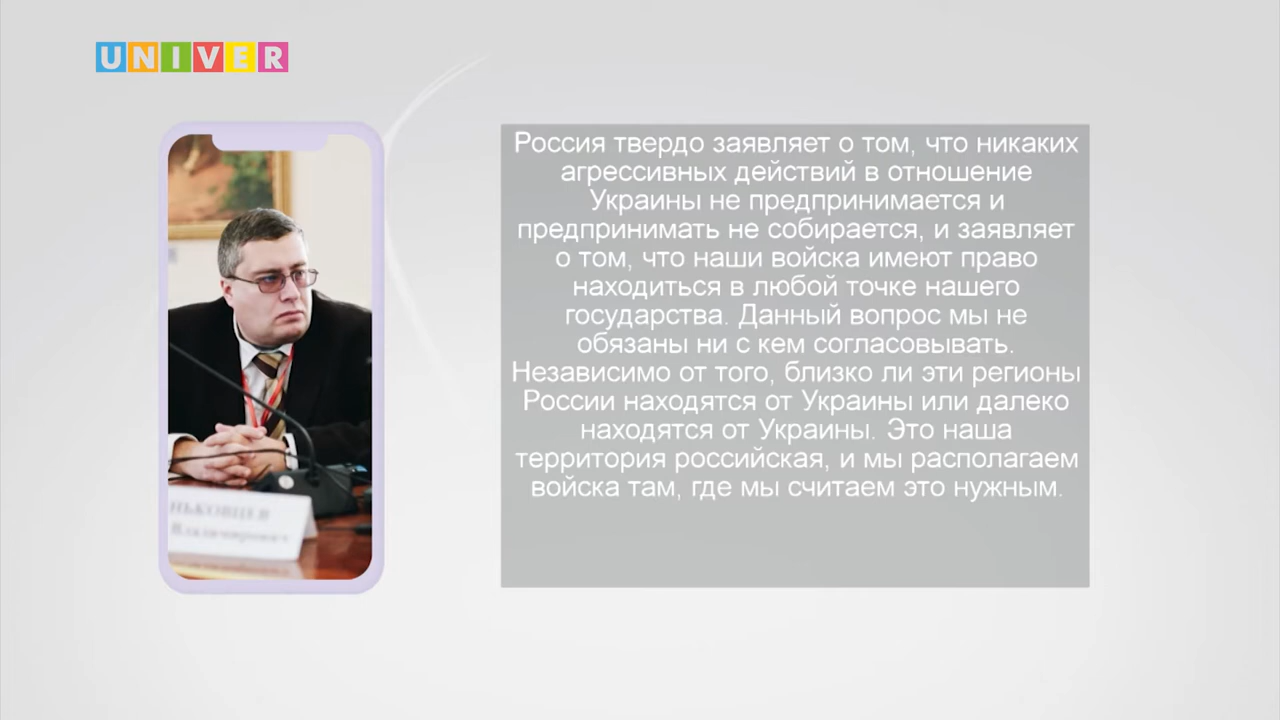 UNIVER
Россия твердо заявляет о том, что никаких
агрессивных действий в отношение
Украины не предпринимается и
предпринимать не собирается, и заявляет
о том, что наши войска имеют право
находиться в любой точке нашего
государства. Данный вопрос мы не
обязаны ни с кем согласовывать.
Независимо от того, близко ли эти регионы
России находятся от Украины или далеко
находятся от Украины. Это наша
территория российская, и мы располагаем
войска там, где мы считаем это нужным.
НЬКОВЦЕВ
Владимирович